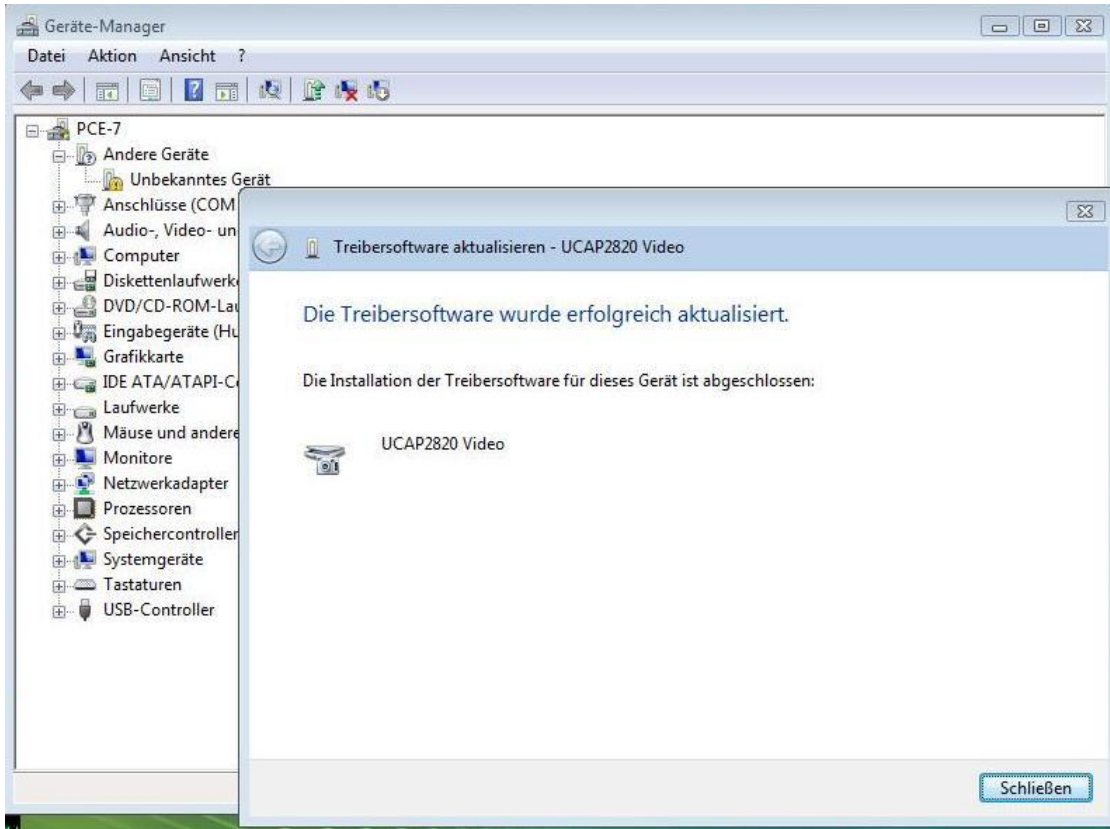 Geräte-Manager
Datei Aktion Ansicht ?
PCE-7
Andere Geräte
Unbekanntes Gerät
Anschlüsse (COM
Audio-, Video- un
Computer
Diskettenlaufwerk
DVD/CD-ROM-Lau
Eingabegeräte (Hu
Grafikkarte
IDE ATA/ATAPI-C
Laufwerke
Mäuse und andere
Monitore
Netzwerkadapter
Prozessoren
Speichercontroller
Systemgeräte
Tastaturen
USB-Controller
Treibersoftware aktualisieren - UCAP2820 Video
Die Treibersoftware wurde erfolgreich aktualisiert.
Die Installation der Treibersoftware für dieses Gerät ist abgeschlossen:
UCAP2820 Video
Schließen